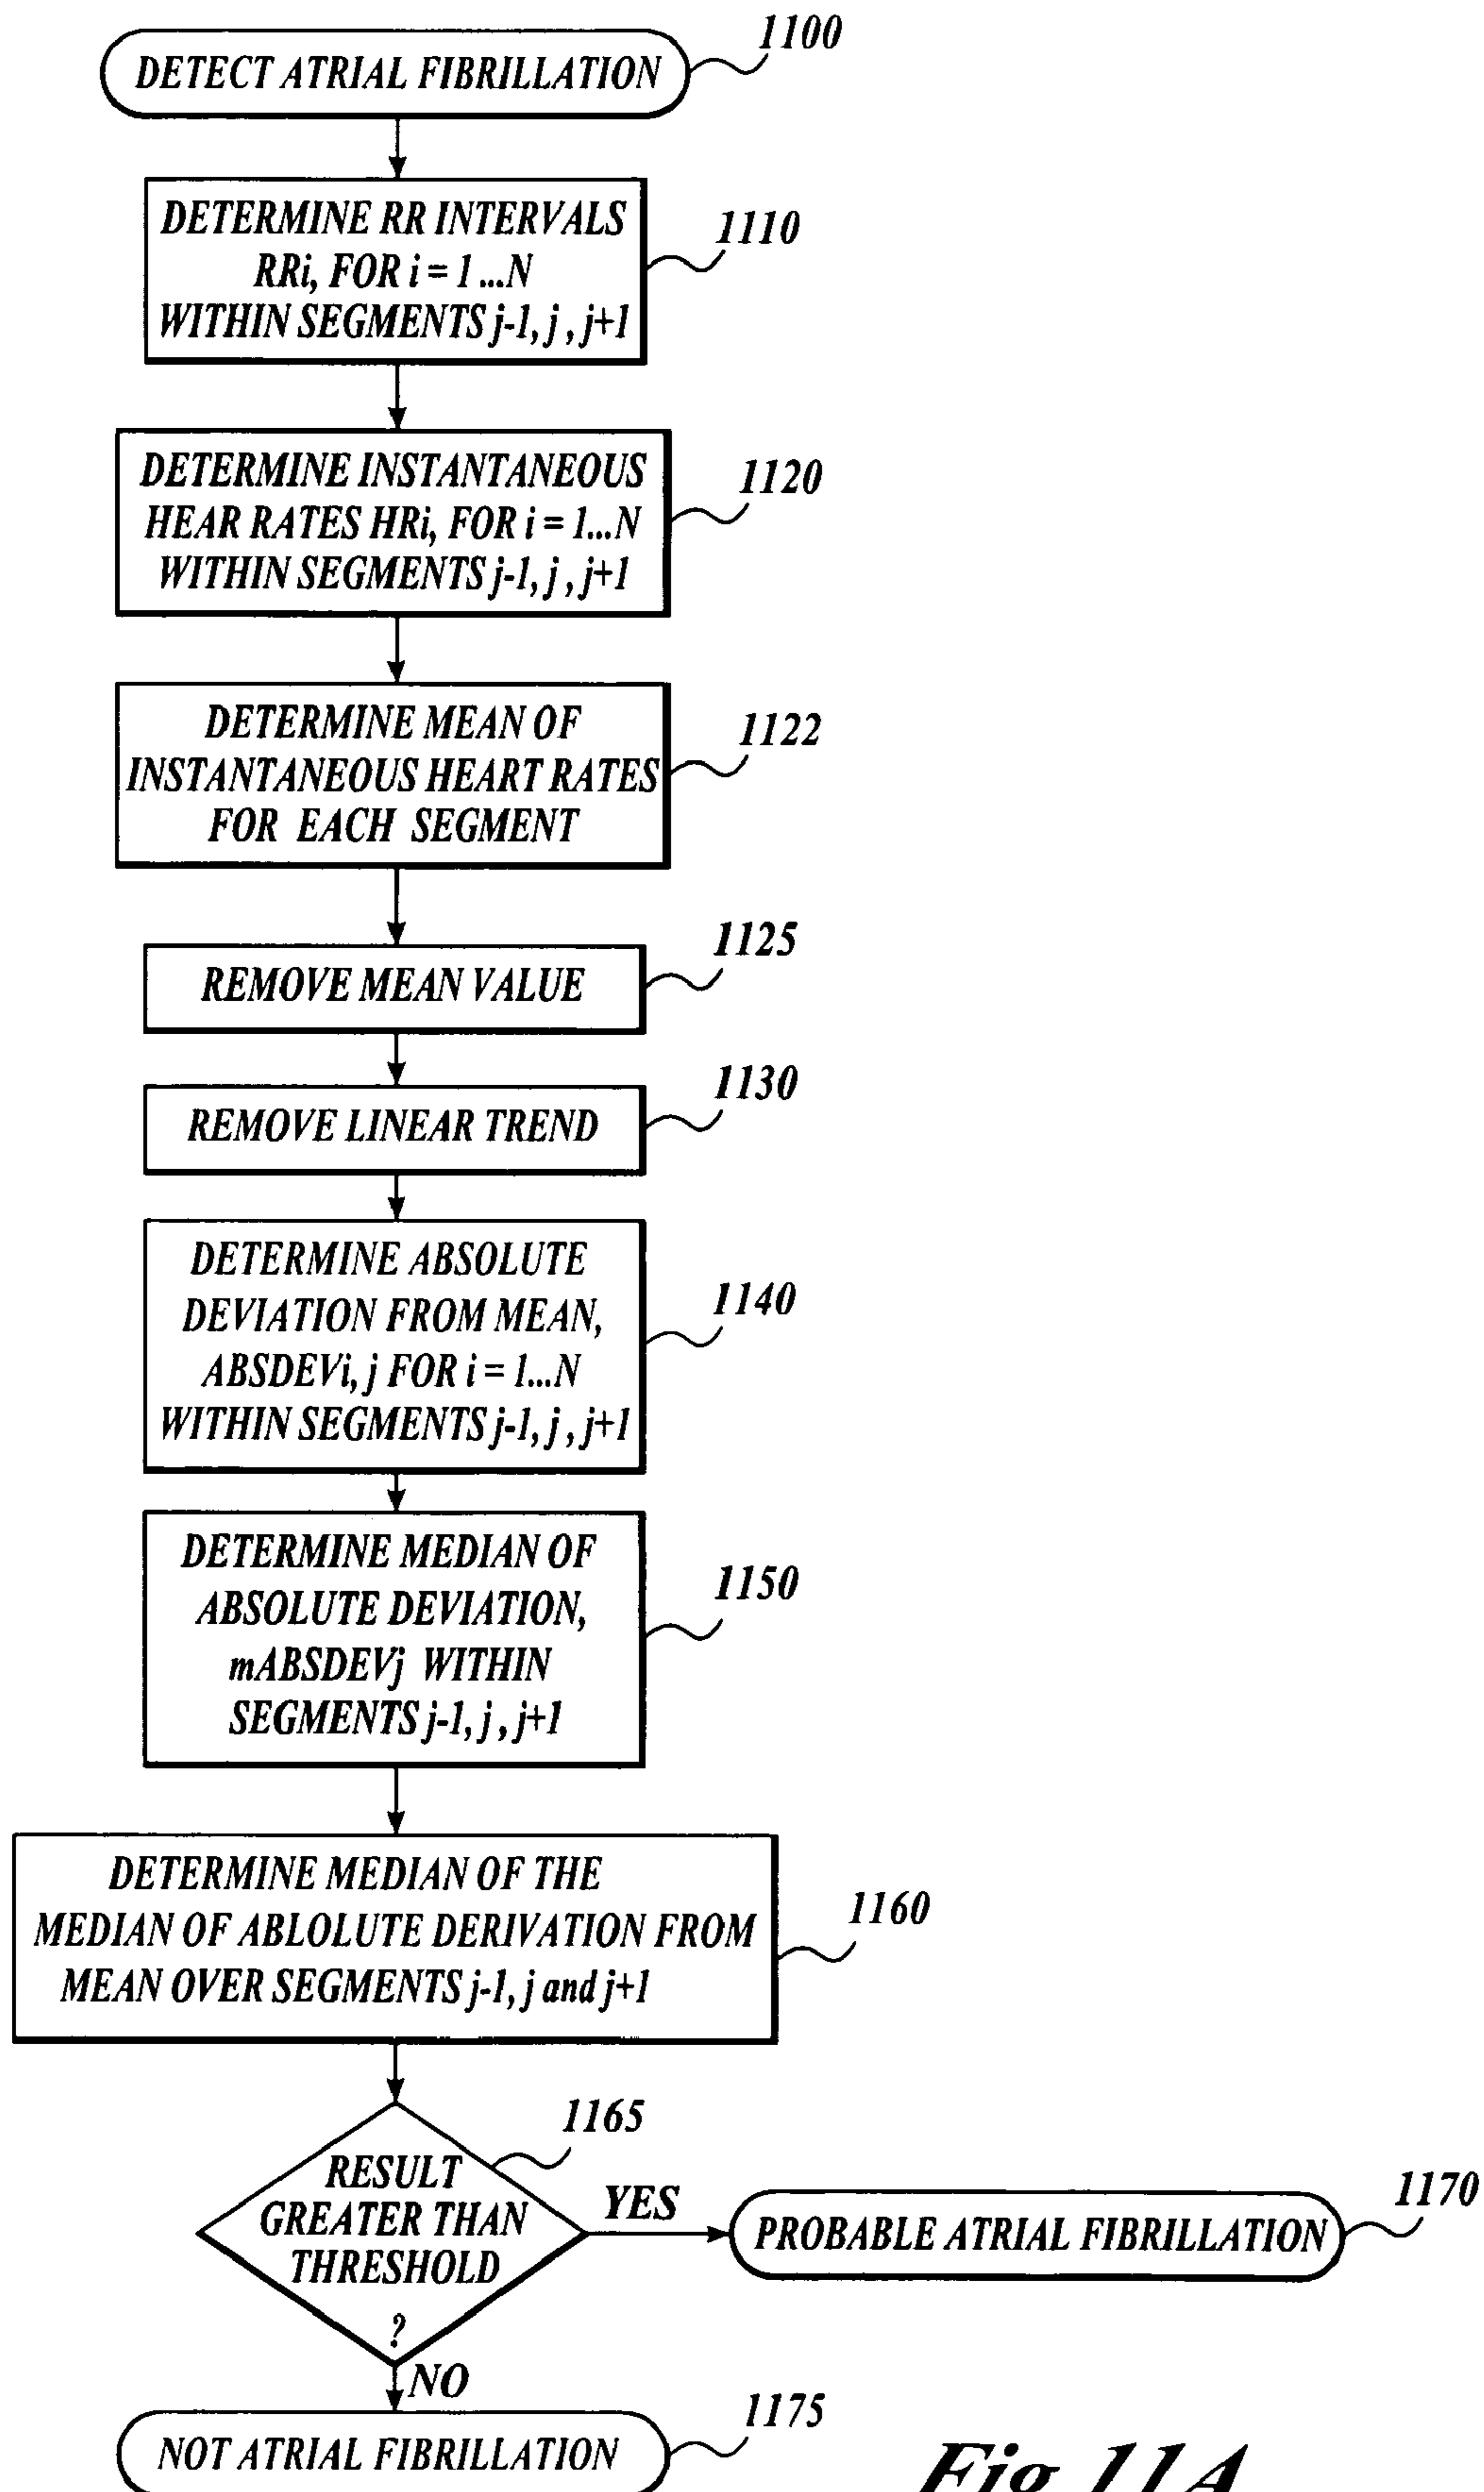 1100
DETECT ATRIAL FIBRILLATION
DETERMINE RR INTERVALS
RRi, FOR i = 1 ...N
WITHIN SEGMENTS j-1, j , j+1
1110
DETERMINE INSTANTANEOUS
HEAR RATES HRi, FOR i = 1...N
WITHIN SEGMENTS j-1, j , j+1
1120
DETERMINE MEAN OF
INSTANTANEOUS HEART RATES
FOR EACH SEGMENT
1122
REMOVE MEAN VALUE
1125
REMOVE LINEAR TREND
1130
DETERMINE ABSOLUTE
DEVIATION FROM MEAN,
ABSDEVi, j FOR i = 1...N
WITHIN SEGMENTS j-1, j , j+1
1140
DETERMINE MEDIAN OF
ABSOLUTE DEVIATION,
mABSDEVj WITHIN
SEGMENTS j-1, j , j+1
1150
DETERMINE MEDIAN OF THE
MEDIAN OF ABLOLUTE DERIVATION FROM
MEAN OVER SEGMENTS j-1, j and j+1
1160
1165
RESULT
GREATER THAN
THRESHOLD
?
YES
1170
PROBABLE ATRIAL FIBRILLATION
NO
1175
NOT ATRIAL FIBRILLATION
Fig.11A